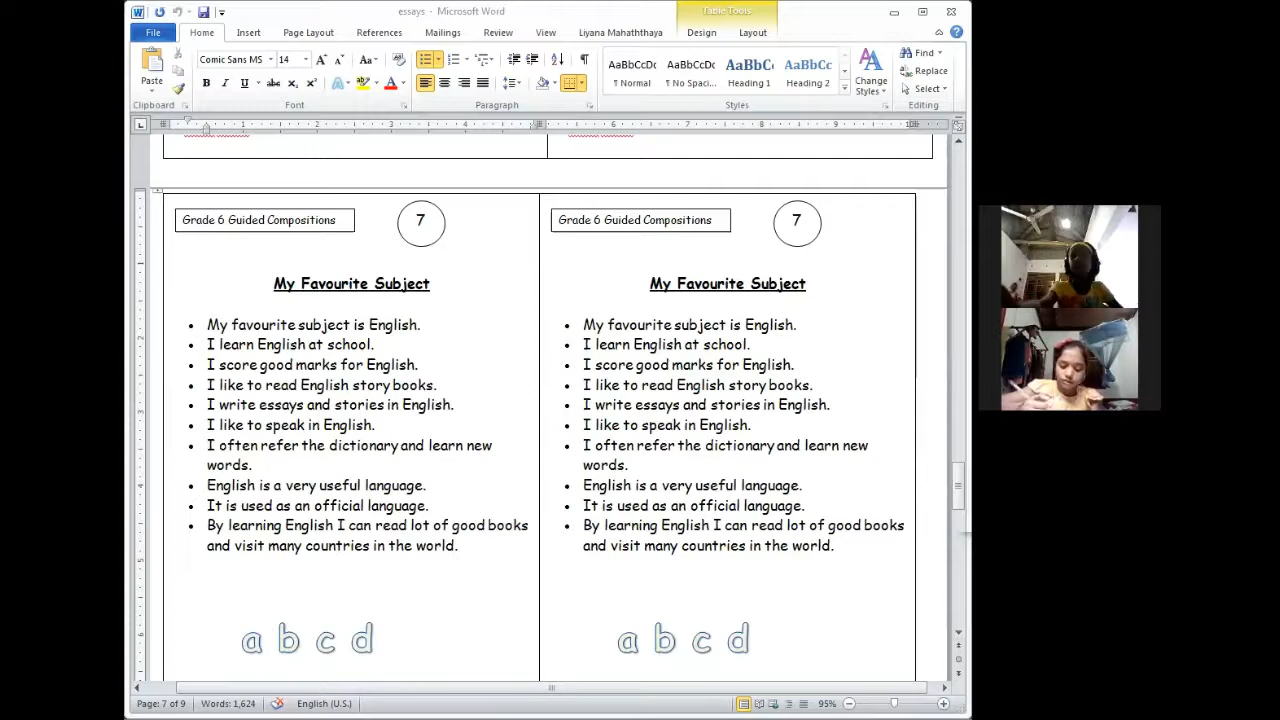 essays - Microsoft Word
Table Tools
File Home Insert Page Layout References Mailings Review View Liyana Mahaththaya Design Layout
Paste
Comic Sans MS 14
AaBbCcDc AaBbCcDc AaBbC AaBbCc
¶ Normal ¶ No Spaci... Heading 1 Heading 2
Change Styles
Find
Replace
Select
Clipboard Font Paragraph Styles Editing
Grade 6 Guided Compositions
7
My Favourite Subject
• My favourite subject is English.
• I learn English at school.
• I score good marks for English.
• I like to read English story books.
• I write essays and stories in English.
• I like to speak in English.
• I often refer the dictionary and learn new
words.
• English is a very useful language.
• It is used as an official language.
• By learning English I can read lot of good books
and visit many countries in the world.
a b c d
Grade 6 Guided Compositions
7
My Favourite Subject
• My favourite subject is English.
• I learn English at school.
• I score good marks for English.
• I like to read English story books.
• I write essays and stories in English.
• I like to speak in English.
• I often refer the dictionary and learn new
words.
• English is a very useful language.
• It is used as an official language.
• By learning English I can read lot of good books
and visit many countries in the world.
a b c d
Page: 7 of 9 Words: 1,624 English (U.S.) 95%